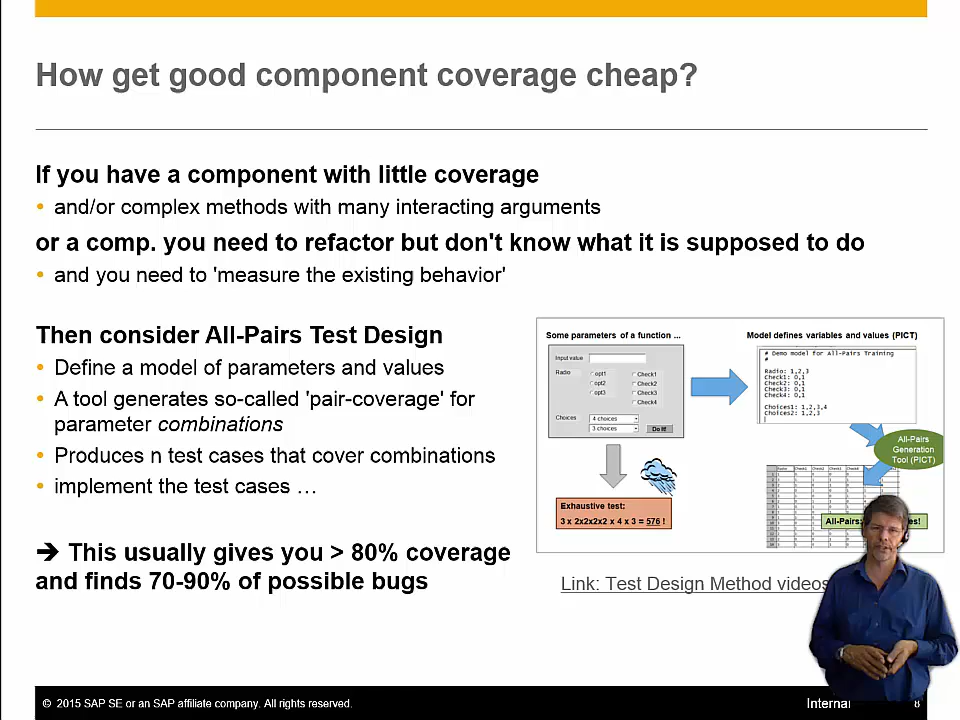 How get good component coverage cheap?
If you have a component with little coverage
• and/or complex methods with many interacting arguments
or a comp. you need to refactor but don't know what it is supposed to do
• and you need to 'measure the existing behavior'
Then consider All-Pairs Test Design
• Define a model of parameters and values
• A tool generates so-called 'pair-coverage' for
parameter combinations
• Produces n test cases that cover combinations
• implement the test cases …
➔ This usually gives you > 80% coverage
and finds 70-90% of possible bugs
Some parameters of a function ...
Input value
Radio
opt1
opt2
opt3
Check1
Check2
Check3
Check4
Choices
4 choices
3 choices
Do It!
Exhaustive test:
3 x 2x2x2x2 x 4 x 3 = 576 !
Model defines variables and values (PICT)
# Demo model for All-Pairs Training
#
Radio: 1,2,3
Check1: 0,1
Check2: 0,1
Check3: 0,1
Check4: 0,1
Choices1: 1,2,3,4
Choices2: 1,2,3
All-Pairs
Generation
Tool (PICT)
All-Pairs:
Link: Test Design Method videos
© 2015 SAP SE or an SAP affiliate company. All rights reserved.
Internal
8